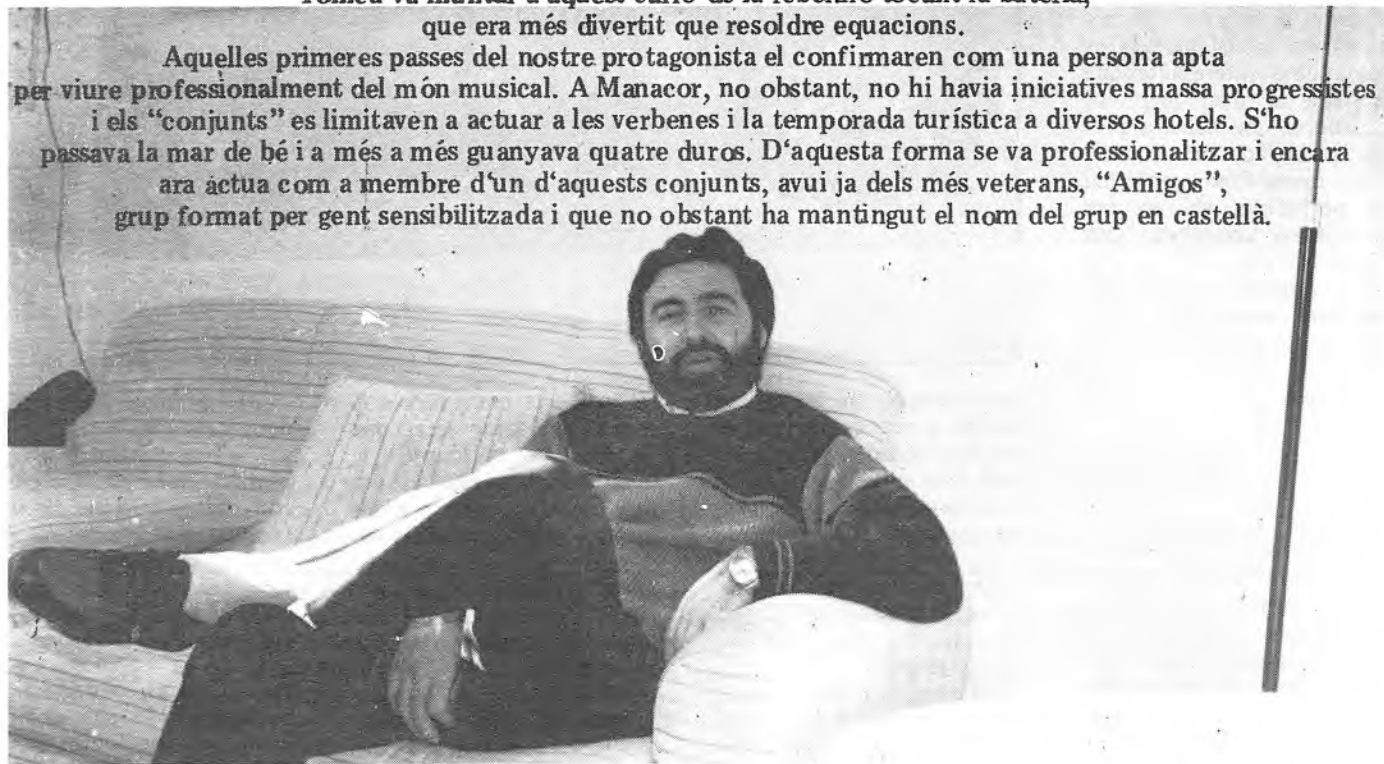 que era més divertit que resoldre equacions.
Aquelles primeres passes del nostre protagonista el confirmaren com una persona apta
per viure professionalment del món musical. A Manacor, no obstant, no hi havia iniciatives massa progressistes
i els “conjunts” es limitaven a actuar a les verbenes i la temporada turística a diversos hotels. S‘ho
passava la mar de bé i a més a més guanyava quatre duros. D‘aquesta forma se va professionalitzar i encara
ara actua com a membre d‘un d‘aquests conjunts, avui ja dels més veterans, “Amigos”,
grup format per gent sensibilitzada i que no obstant ha mantingut el nom del grup en castellà.